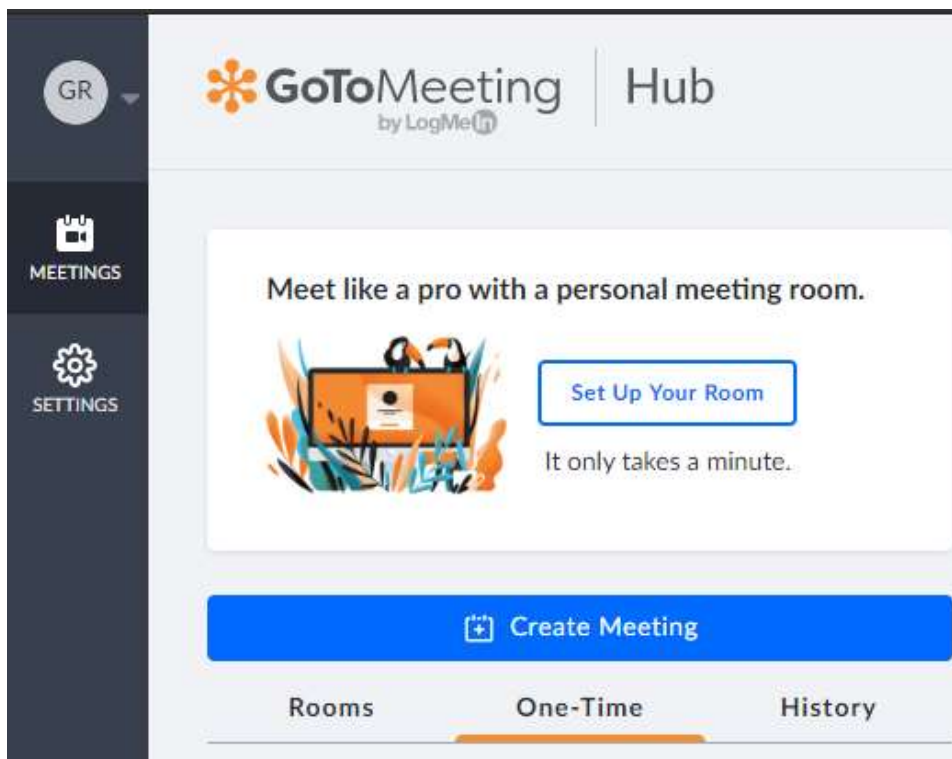 GR
GoToMeeting
by LogMeIn
Hub
MEETINGS
SETTINGS
Meet like a pro with a personal meeting room.
Set Up Your Room
It only takes a minute.
Create Meeting
Rooms One-Time History